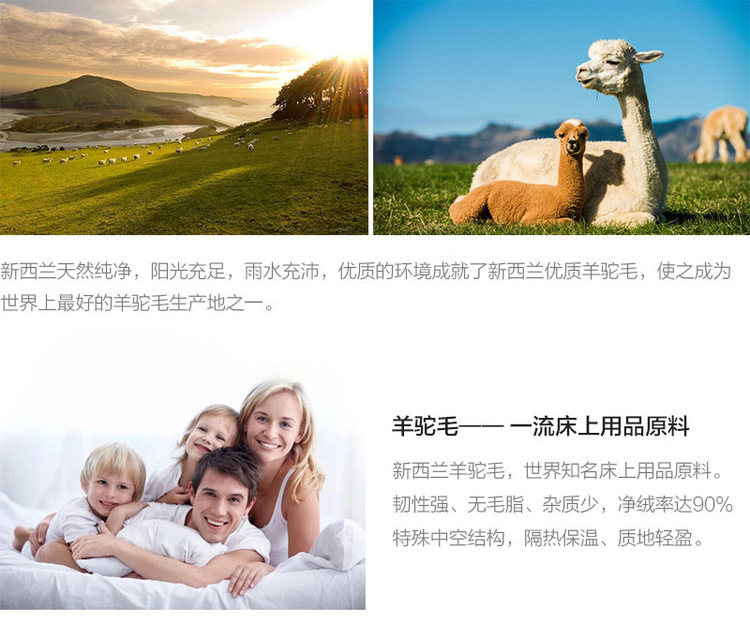 新西兰天然纯净，阳光充足，雨水充沛，优质的环境成就了新西兰优质羊驼毛，使之成为
世界上最好的羊驼毛生产地之一。
羊驼毛—— 一流床上用品原料
新西兰羊驼毛，世界知名床上用品原料。
韧性强、无毛脂、杂质少，净绒率达90%
特殊中空结构，隔热保温、质地轻盈。